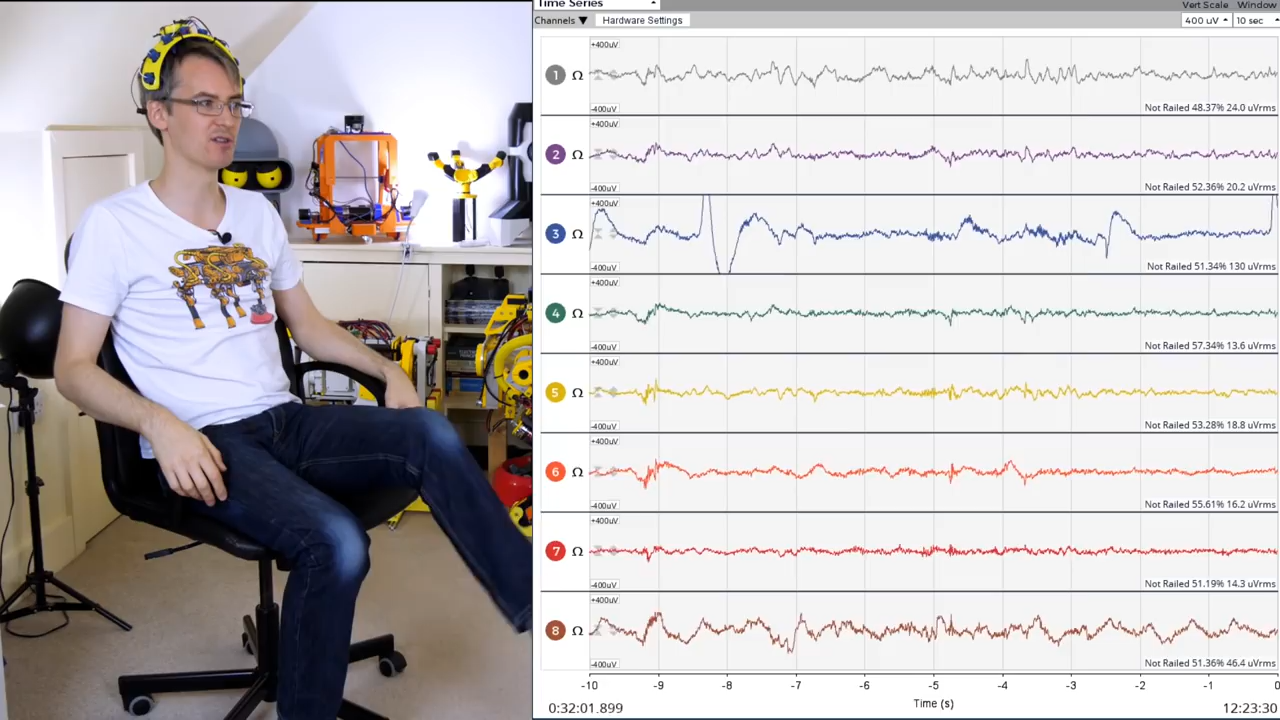 Time Series
Vert Scale Window
Channels Hardware Settings 400 uV 10 sec
+400uV
1 Ω
-400uV Not Railed 48.37% 24.0 uVrms
+400uV
2 Ω
-400uV Not Railed 52.36% 20.2 uVrms
+400uV
3 Ω
-400uV Not Railed 51.34% 130 uVrms
+400uV
4 Ω
-400uV Not Railed 57.34% 13.6 uVrms
+400uV
5 Ω
-400uV Not Railed 53.28% 18.8 uVrms
+400uV
6 Ω
-400uV Not Railed 55.61% 16.2 uVrms
+400uV
7 Ω
-400uV Not Railed 51.19% 14.3 uVrms
+400uV
8 Ω
-400uV Not Railed 51.36% 46.4 uVrms
-10 -9 -8 -7 -6 -5 -4 -3 -2 -1 0
Time (s)
0:32:01.899 12:23:30